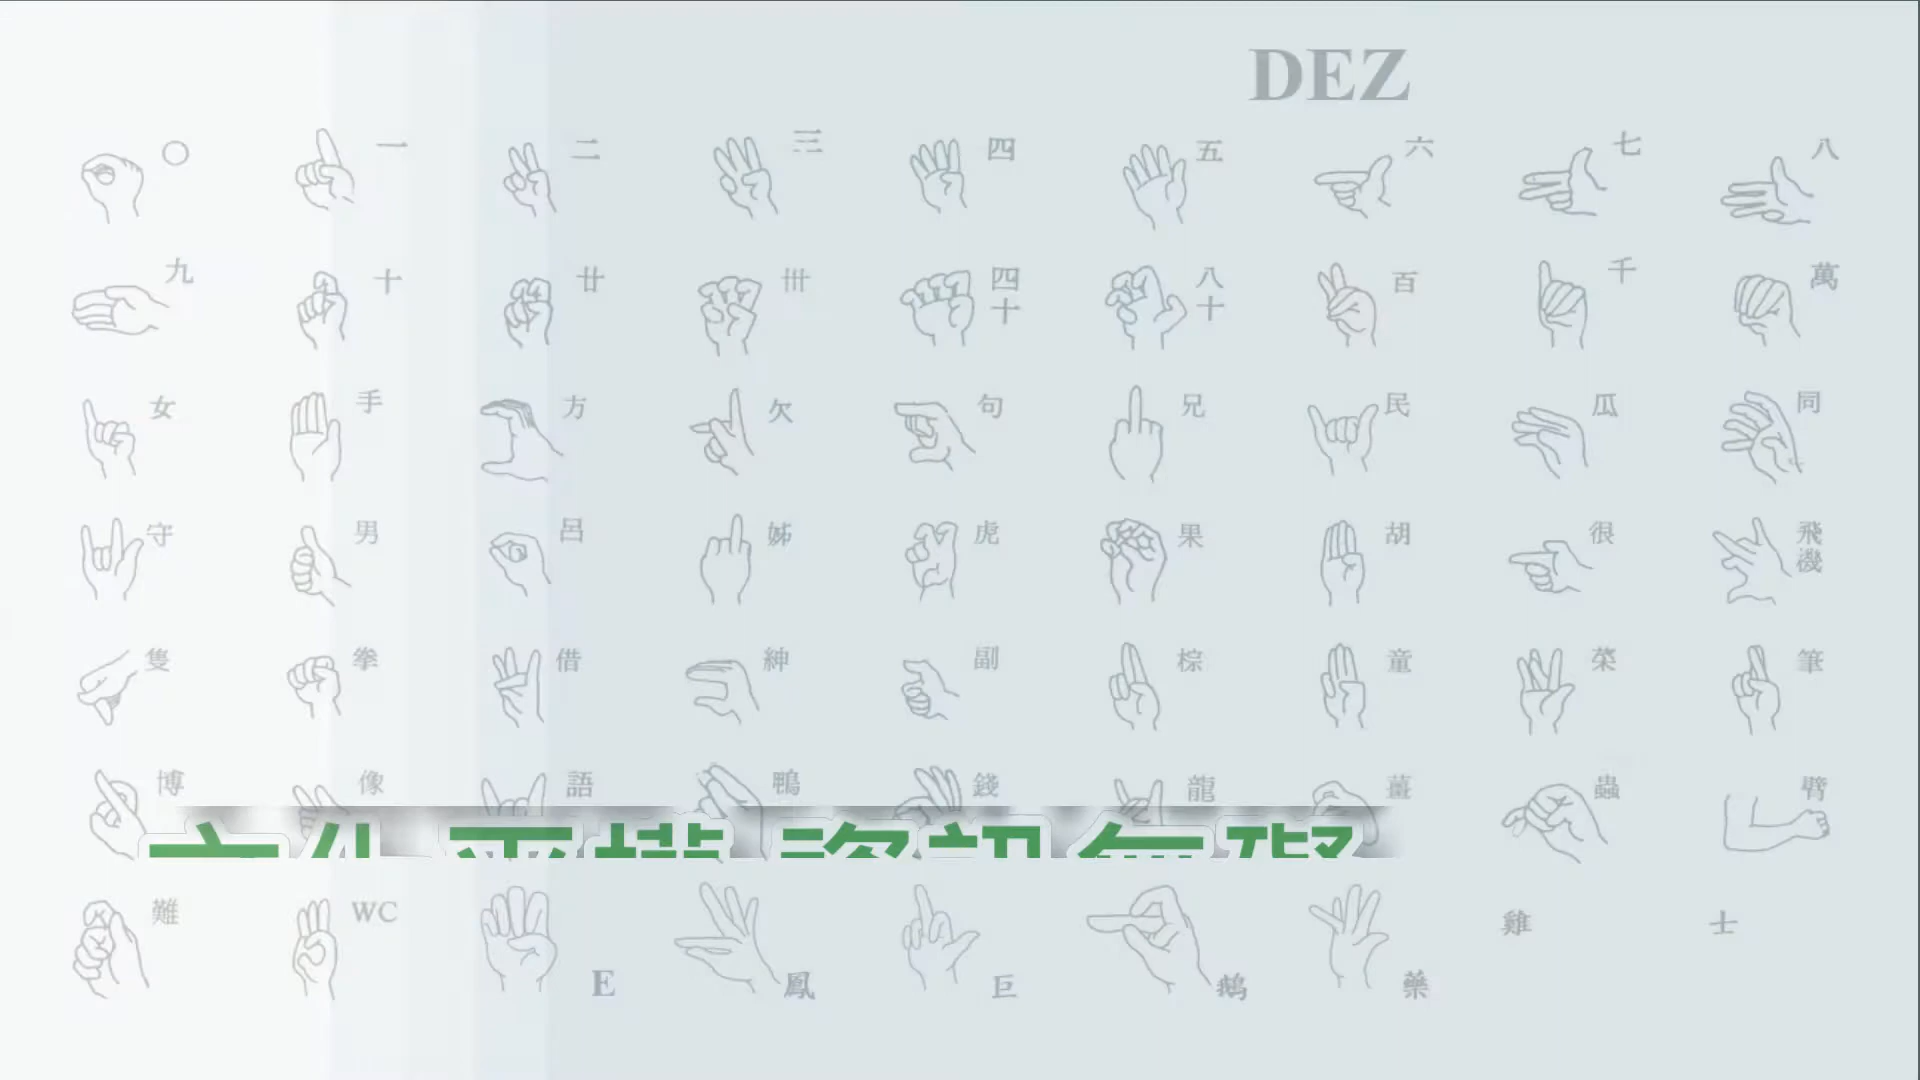 DEZ
〇 一 二 三 四 五 六 七 八
九 十 廿 卅 四十 八十 百 千 萬
女 手 方 欠 句 兄 民 瓜 同
守 男 呂 姊 虎 果 胡 很 飛機
隻 拳 借 紳 副 棕 童 菜 筆
博 像 語 鴨 錢 龍 薑 蟲 臂
難 WC E 鳳 巨 鵝 藥 雞 士